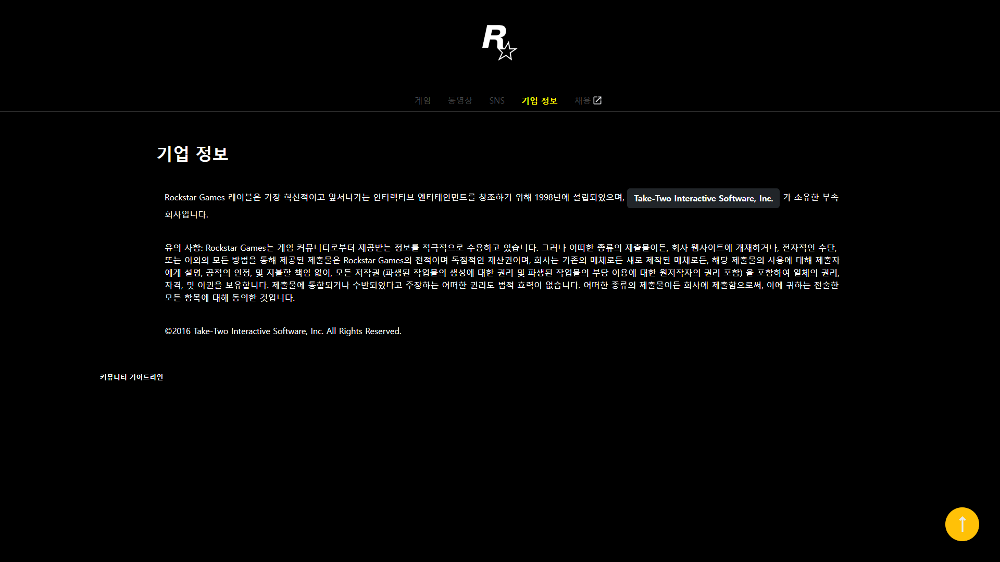 R
게임 동영상 SNS 기업 정보 채용
기업 정보
Rockstar Games 레이블은 가장 혁신적이고 앞서나가는 인터렉티브 엔터테인먼트를 창조하기 위해 1998년에 설립되었으며, Take-Two Interactive Software, Inc. 가 소유한 부속
회사입니다.
유의 사항: Rockstar Games는 게임 커뮤니티로부터 제공받는 정보를 적극적으로 수용하고 있습니다. 그러나 어떠한 종류의 제출물이든, 회사 웹사이트에 개재하거나, 전자적인 수단,
또는 이외의 모든 방법을 통해 제공된 제출물은 Rockstar Games의 전적이며 독점적인 재산권이며, 회사는 기존의 매체로든 새로 제작된 매체로든, 해당 제출물의 사용에 대해 제출자
에게 설명, 공적의 인정, 및 지불할 책임 없이, 모든 저작권 (파생된 작업물의 생성에 대한 권리 및 파생된 작업물의 부당 이용에 대한 원저작자의 권리 포함) 을 포함하여 일체의 권리,
자격, 및 이권을 보유합니다. 제출물에 통합되거나 수반되었다고 주장하는 어떠한 권리도 법적 효력이 없습니다. 어떠한 종류의 제출물이든 회사에 제출함으로써, 이에 귀하는 전술한
모든 항목에 대해 동의한 것입니다.
©2016 Take-Two Interactive Software, Inc. All Rights Reserved.
커뮤니티 가이드라인